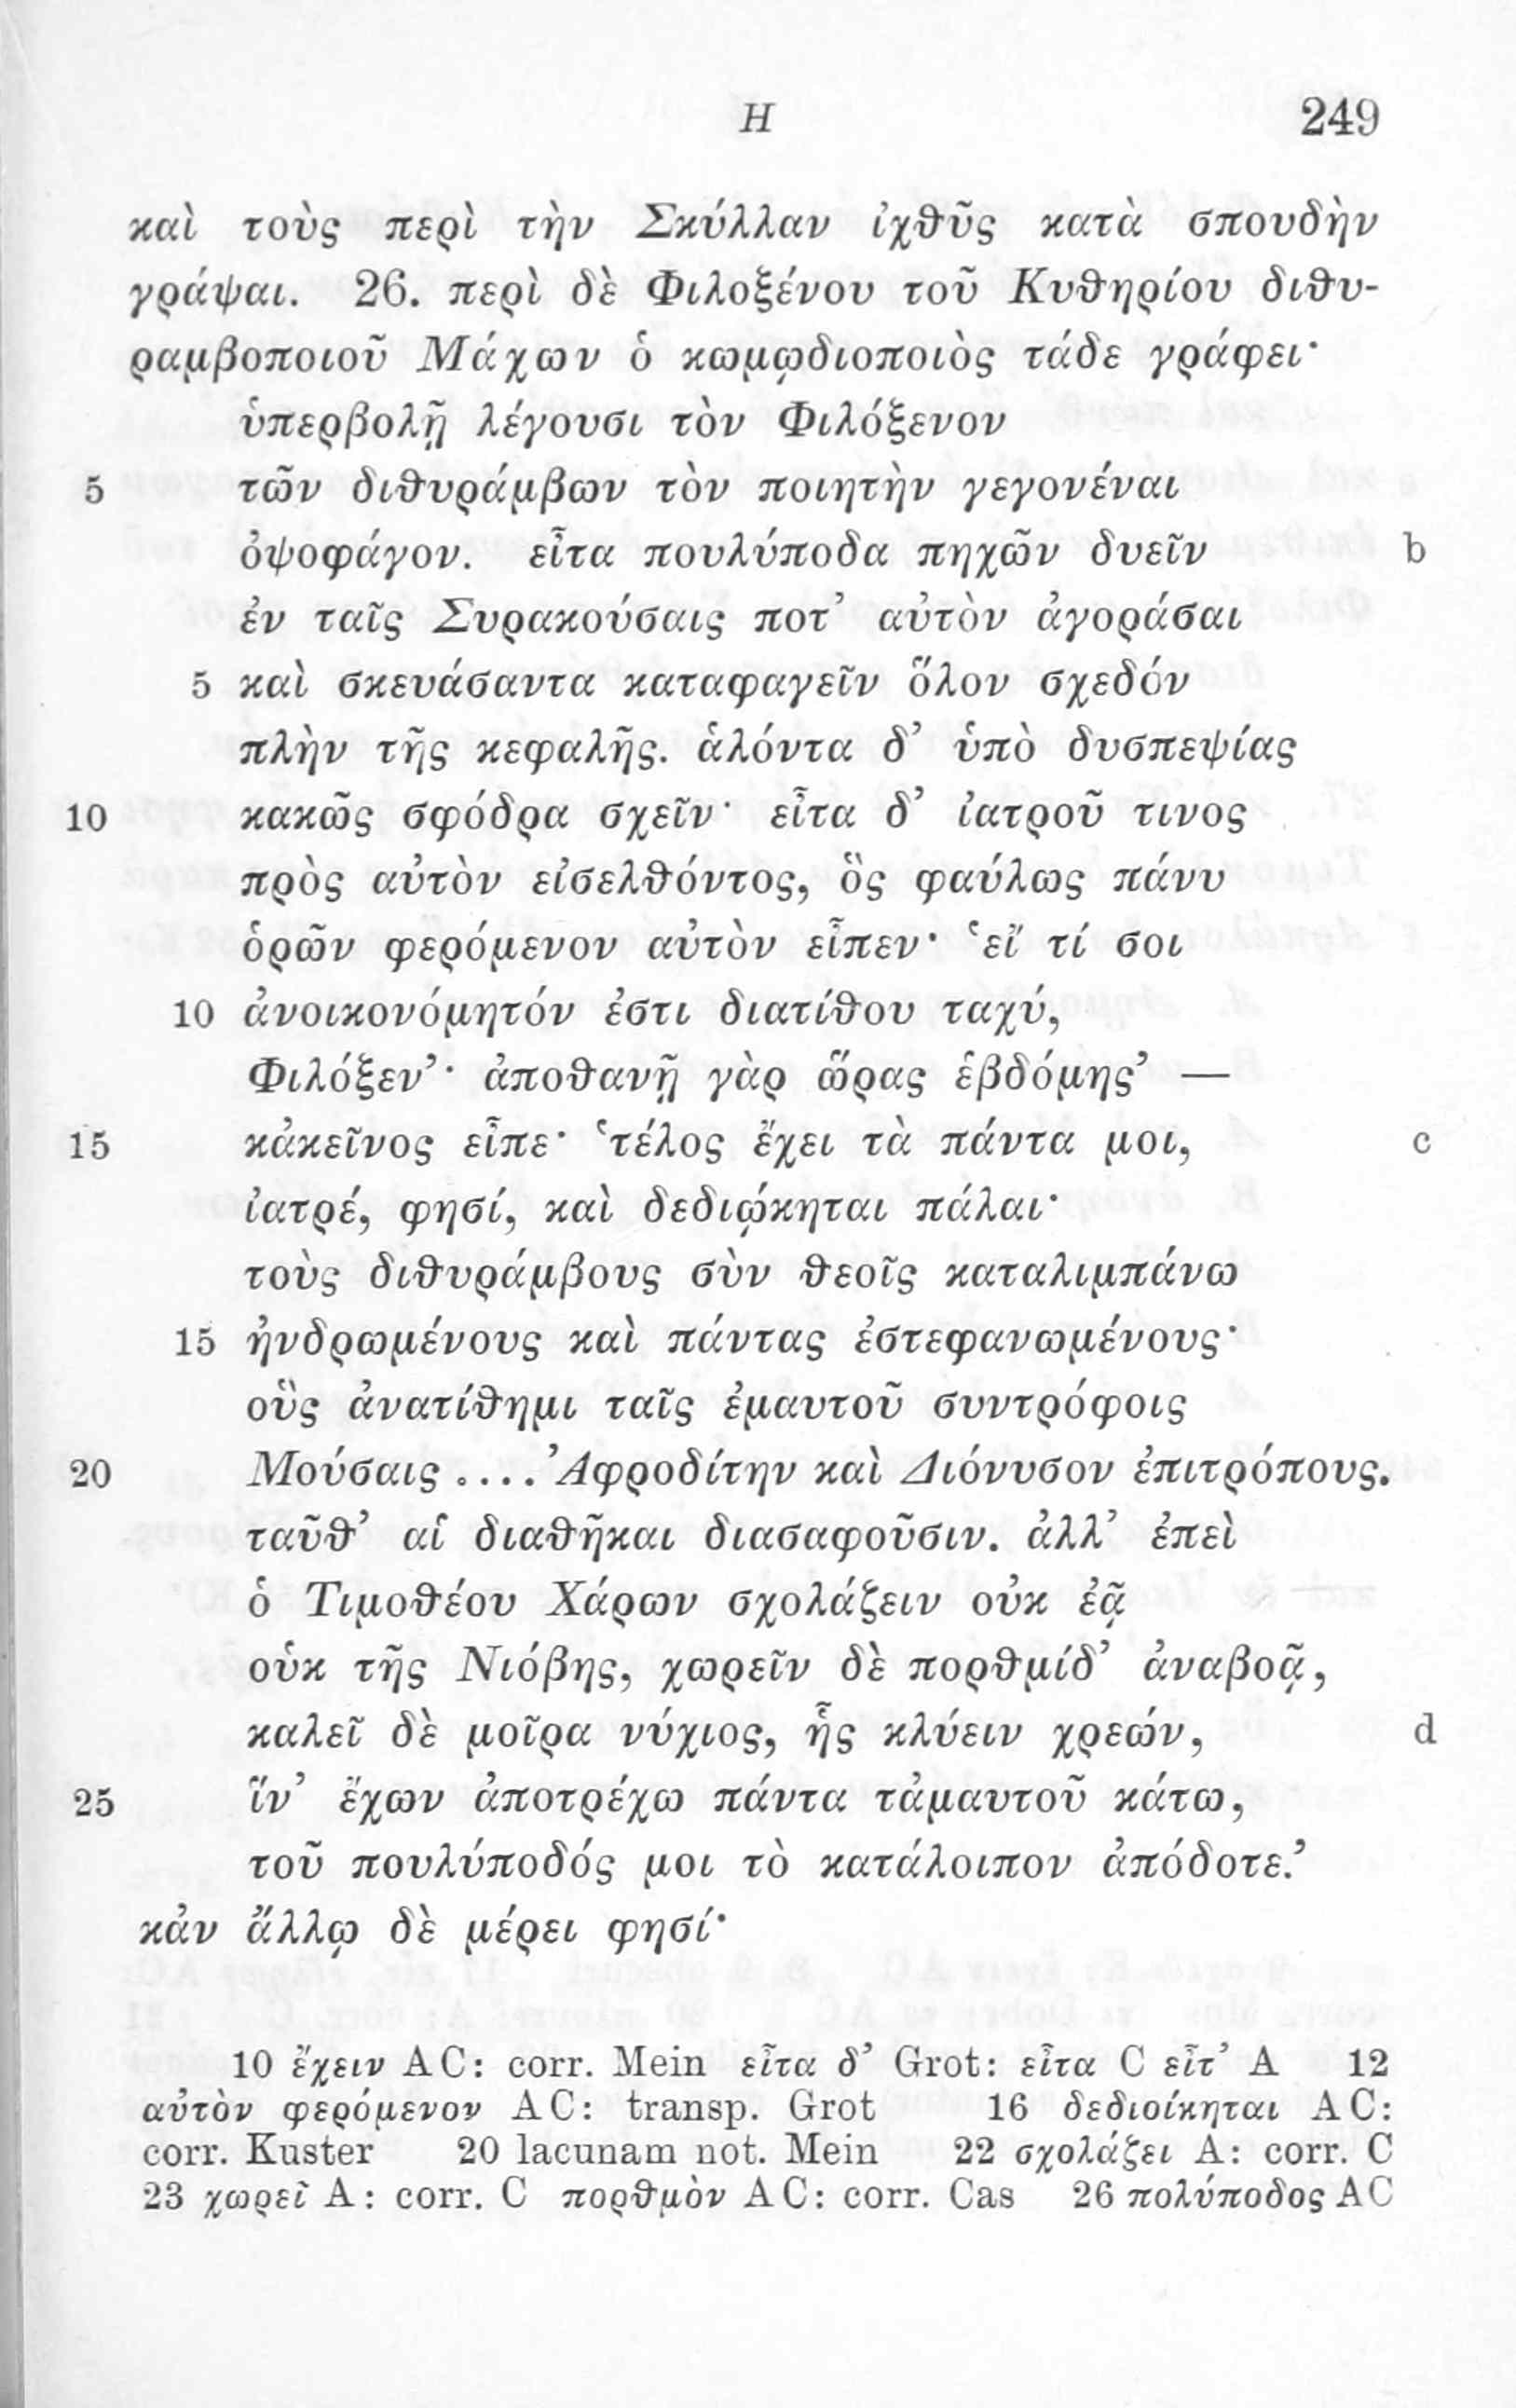 Η 249
καὶ τοὺς περὶ τὴν Σκύλλαν ἰχθῦς κατὰ σπουδὴν
γράψαι. 26. περὶ δὲ Φιλοξένου τοῦ Κυθηρίου διθυ-
ραμβοποιοῦ Μάχων ὁ κωμῳδιοποιὸς τάδε γράφει·
ὑπερβολῇ λέγουσι τὸν Φιλόξενον
5 τῶν διθυράμβων τὸν ποιητὴν γεγονέναι
ὀψοφάγον. εἶτα πουλύποδα πηχῶν δυεῖν b
ἐν ταῖς Συρακούσαις ποτ’ αὐτὸν ἀγοράσαι
5 καὶ σκευάσαντα καταφαγεῖν ὅλον σχεδόν
πλὴν τῆς κεφαλῆς. ἁλόντα δ’ ὑπὸ δυσπεψίας
10 κακῶς σφόδρα σχεῖν· εἶτα δ’ ἰατροῦ τινος
πρὸς αὐτὸν εἰσελθόντος, ὃς φαύλως πάνυ
ὁρῶν φερόμενον αὐτὸν εἶπεν· ‘εἴ τί σοι
10 ἀνοικονόμητόν ἐστι διατίθου ταχύ,
Φιλόξεν’· ἀποθανῇ γὰρ ὥρας ἑβδόμης’ —
15 κἀκεῖνος εἶπε· ‘τέλος ἔχει τὰ πάντα μοι, c
ἰατρέ, φησί, καὶ δεδιῴκηται πάλαι·
τοὺς διθυράμβους σὺν θεοῖς καταλιμπάνω
15 ἠνδρωμένους καὶ πάντας ἐστεφανωμένους·
οὓς ἀνατίθημι ταῖς ἐμαυτοῦ συντρόφοις
20 Μούσαις .... Ἀφροδίτην καὶ Διόνυσον ἐπιτρόπους.
ταῦθ’ αἱ διαθῆκαι διασαφοῦσιν. ἀλλ’ ἐπεὶ
ὁ Τιμοθέου Χάρων σχολάζειν οὐκ ἐᾷ
οὑκ τῆς Νιόβης, χωρεῖν δὲ πορθμίδ’ ἀναβοᾷ,
καλεῖ δὲ μοῖρα νύχιος, ἧς κλύειν χρεών, d
25 ἵν’ ἔχων ἀποτρέχω πάντα τἀμαυτοῦ κάτω,
τοῦ πουλύποδός μοι τὸ κατάλοιπον ἀπόδοτε.’
κἀν ἄλλῳ δὲ μέρει φησί·
10 ἔχειν AC: corr. Mein εἶτα δ’ Grot: εἶτα C εἶτ’ A 12
αὐτὸν φερόμενον AC: transp. Grot 16 δεδιοίκηται AC:
corr. Kuster 20 lacunam not. Mein 22 σχολάζει A: corr. C
23 χωρεῖ A: corr. C πορθμὸν AC: corr. Cas 26 πολύποδος AC